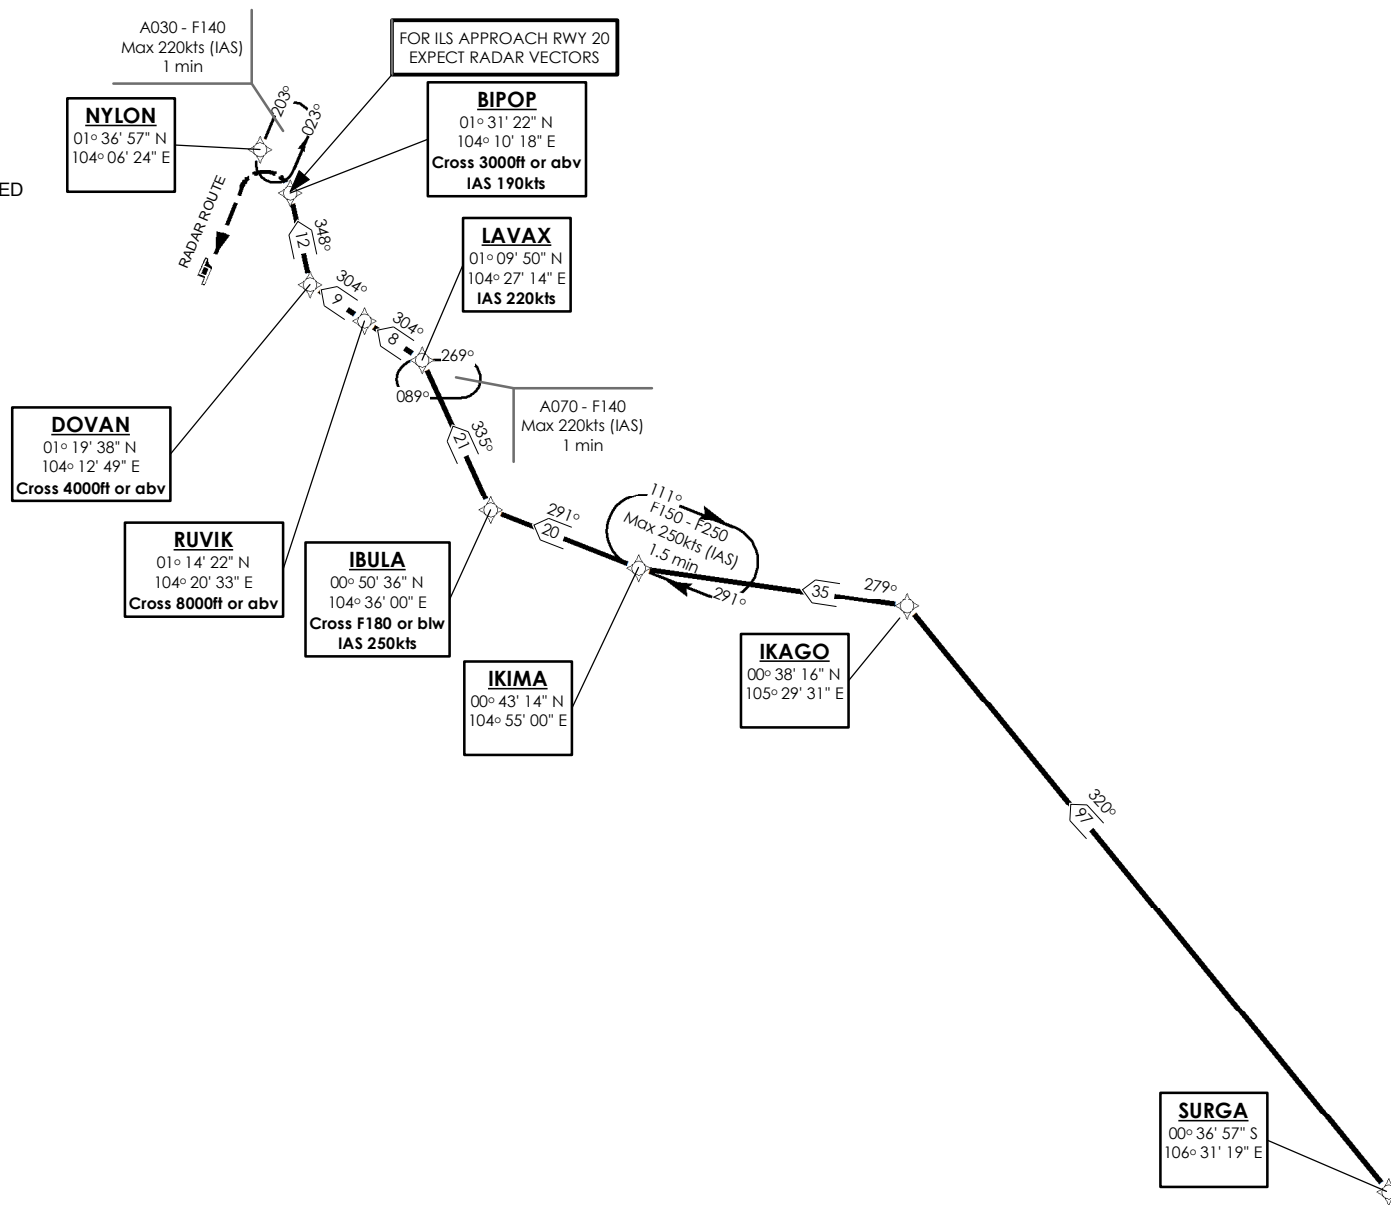 A030 - F140
Max 220kts (IAS)
1 min
FOR ILS APPROACH RWY 20
EXPECT RADAR VECTORS
NYLON
01° 36' 57" N
104° 06' 24" E
203°
023°
BIPOP
01° 31' 22" N
104° 10' 18" E
Cross 3000ft or abv
IAS 190kts
ED
RADAR ROUTE
12
348°
LAVAX
01° 09' 50" N
104° 27' 14" E
IAS 220kts
304°
9
304°
8
269°
089°
A070 - F140
Max 220kts (IAS)
1 min
DOVAN
01° 19' 38" N
104° 12' 49" E
Cross 4000ft or abv
335°
21
RUVIK
01° 14' 22" N
104° 20' 33" E
Cross 8000ft or abv
IBULA
00° 50' 36" N
104° 36' 00" E
Cross F180 or blw
IAS 250kts
291°
20
111°
F150 - F250
Max 250kts (IAS)
1.5 min
291°
35
279°
IKIMA
00° 43' 14" N
104° 55' 00" E
IKAGO
00° 38' 16" N
105° 29' 31" E
320°
97
SURGA
00° 36' 57" S
106° 31' 19" E